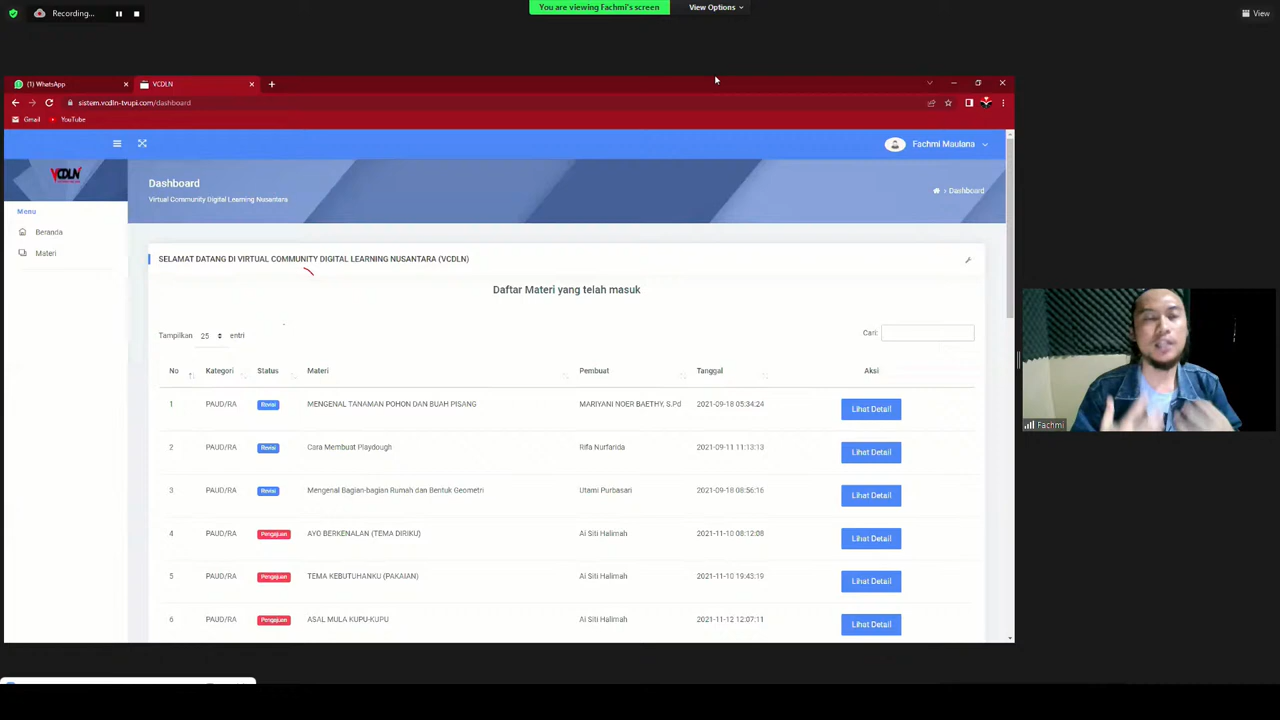 Recording...
You are viewing Fachmi's screen
View Options
View
(1) WhatsApp
VCDLN
sistem.vcdln-tvupi.com/dashboard
Gmail
YouTube
Fachmi Maulana
VCDLN
Dashboard
Virtual Community Digital Learning Nusantara
Dashboard
Menu
Beranda
Materi
SELAMAT DATANG DI VIRTUAL COMMUNITY DIGITAL LEARNING NUSANTARA (VCDLN)
Daftar Materi yang telah masuk
Tampilkan 25 entri
Cari:
No Kategori Status Materi Pembuat Tanggal Aksi
1 PAUD/RA Revisi MENGENAL TANAMAN POHON DAN BUAH PISANG MARIYANI NOER BAETHY, S.Pd 2021-09-18 05:34:24 Lihat Detail
2 PAUD/RA Revisi Cara Membuat Playdough Rifa Nurfarida 2021-09-11 11:13:13 Lihat Detail
3 PAUD/RA Revisi Mengenal Bagian-bagian Rumah dan Bentuk Geometri Utami Purbasari 2021-09-18 08:56:16 Lihat Detail
4 PAUD/RA Pengajuan AYO BERKENALAN (TEMA DIRIKU) Ai Siti Halimah 2021-11-10 08:12:08 Lihat Detail
5 PAUD/RA Pengajuan TEMA KEBUTUHANKU (PAKAIAN) Ai Siti Halimah 2021-11-10 19:43:19 Lihat Detail
6 PAUD/RA Pengajuan ASAL MULA KUPU-KUPU Ai Siti Halimah 2021-11-12 12:07:11 Lihat Detail
Fachmi